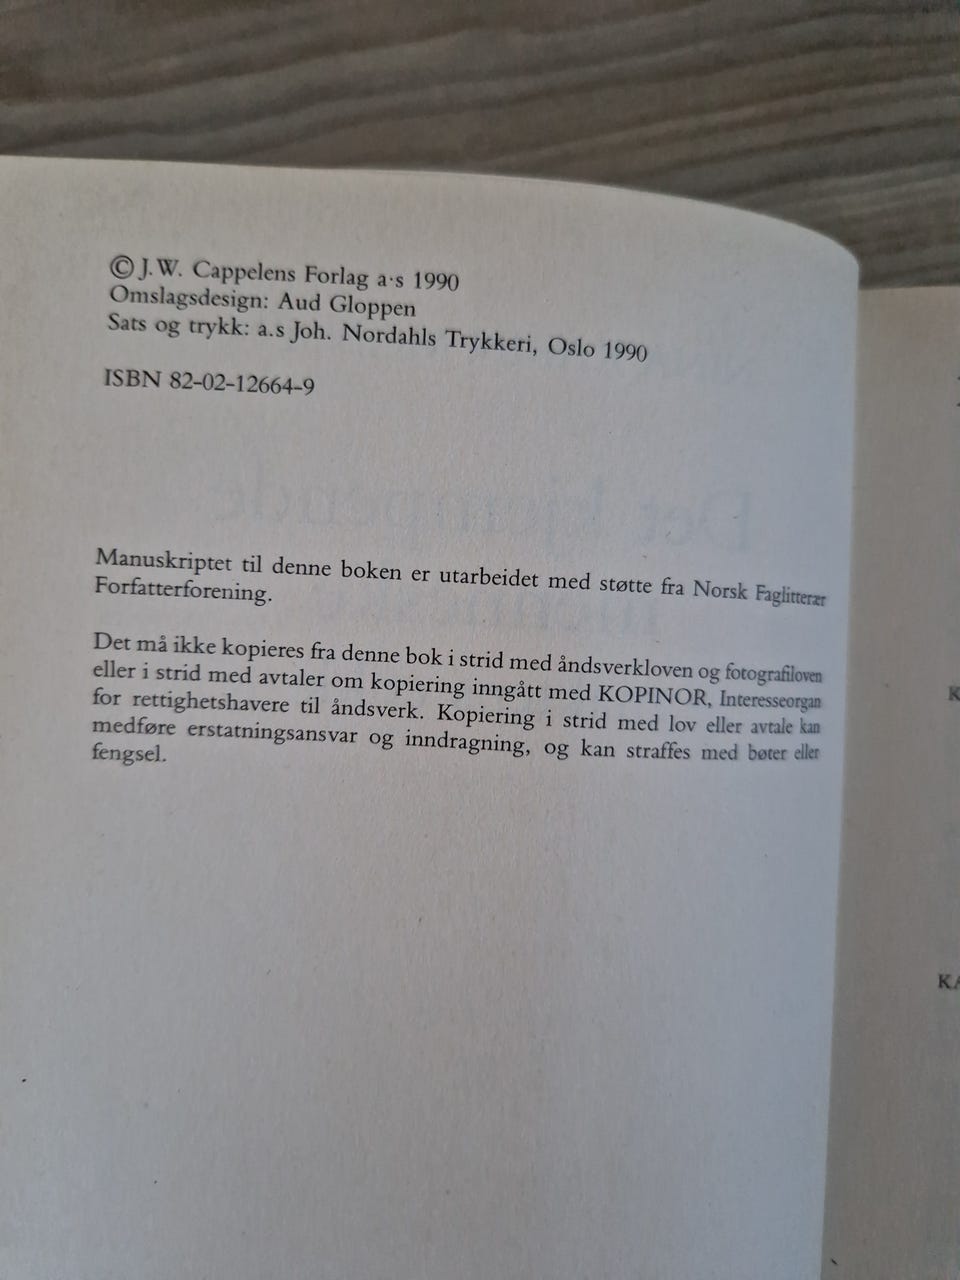 © J.W. Cappelens Forlag a·s 1990
Omslagsdesign: Aud Gloppen
Sats og trykk: a.s Joh. Nordahls Trykkeri, Oslo 1990
ISBN 82-02-12664-9
Manuskriptet til denne boken er utarbeidet med støtte fra Norsk Faglitterær
Forfatterforening.
Det må ikke kopieres fra denne bok i strid med åndsverkloven og fotografiloven
eller i strid med avtaler om kopiering inngått med KOPINOR, Interesseorgan
for rettighetshavere til åndsverk. Kopiering i strid med lov eller avtale kan
medføre erstatningsansvar og inndragning, og kan straffes med bøter eller
fengsel.